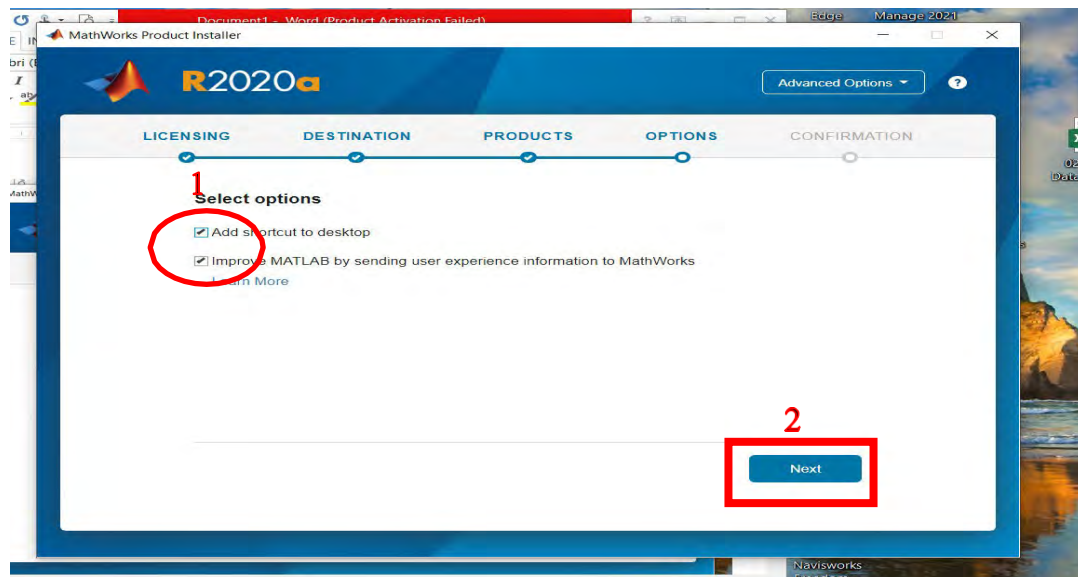 Document1 - Word (Product Activation Failed)
Edge Manage 2021
MathWorks Product Installer
R2020a
Advanced Options
?
LICENSING DESTINATION PRODUCTS OPTIONS CONFIRMATION
1
Select options
Add shortcut to desktop
Improve MATLAB by sending user experience information to MathWorks
Learn More
2
Next
Navisworks